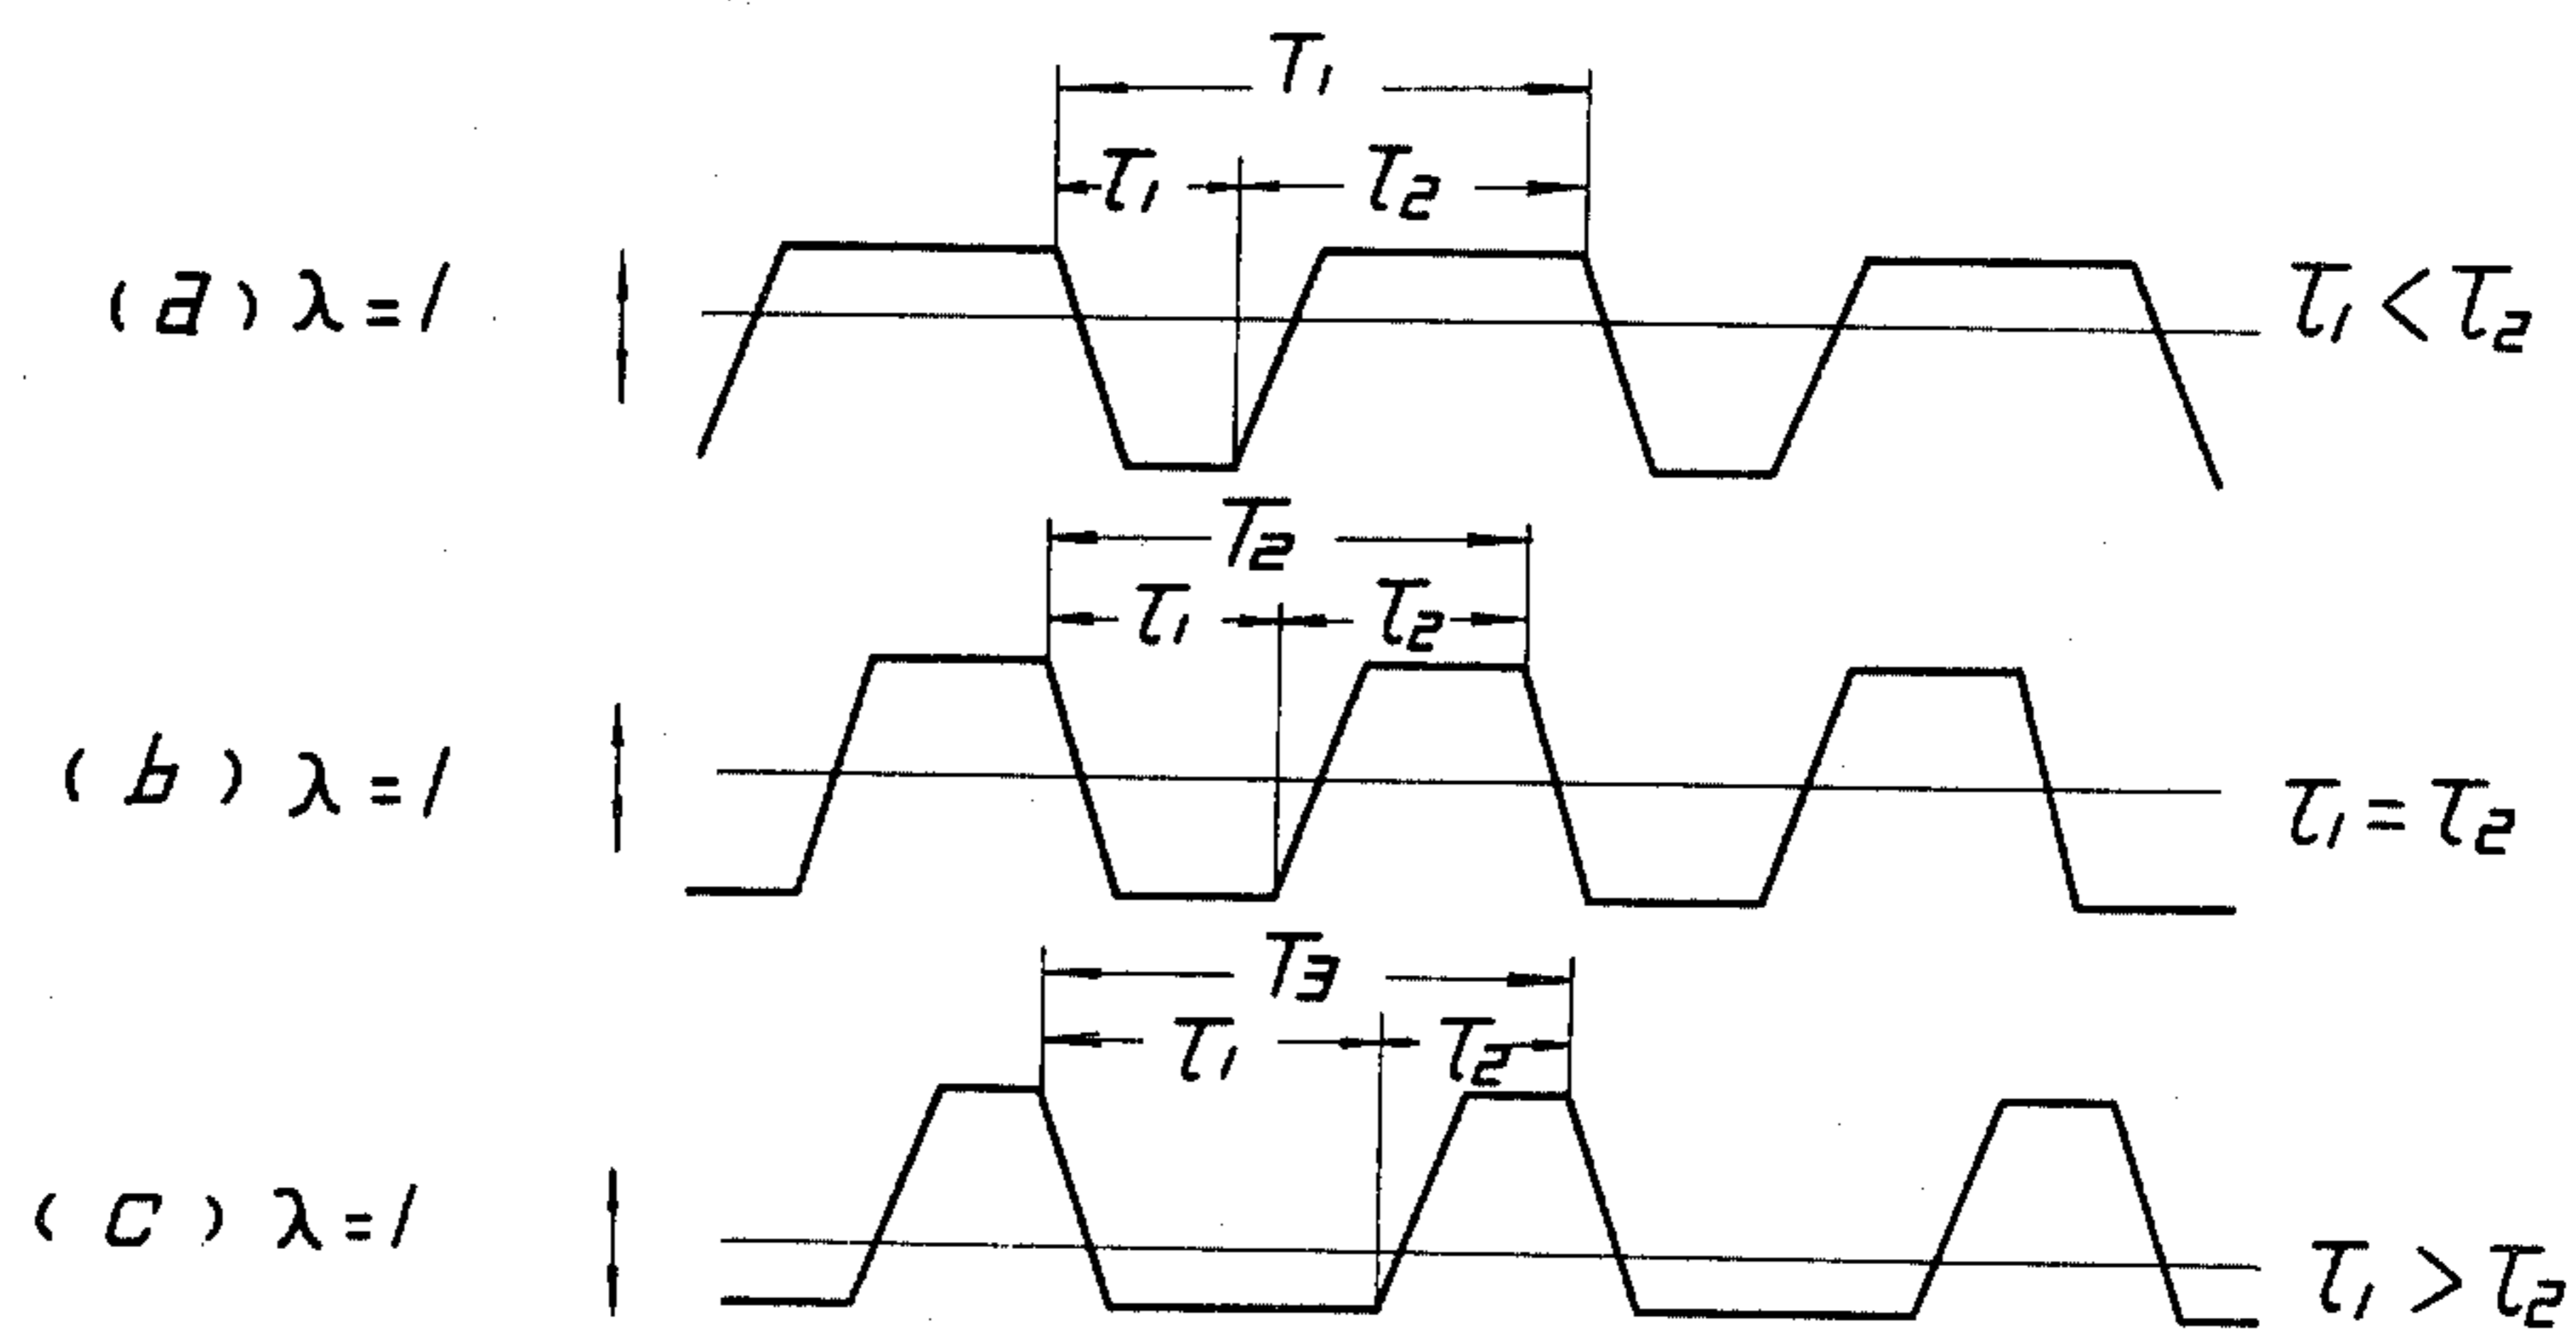 T₁
τ₁ τ₂
(a) λ=1 τ₁<τ₂
T₂
τ₁ τ₂
(b) λ=1 τ₁=τ₂
T₃
τ₁ τ₂
(c) λ=1 τ₁>τ₂